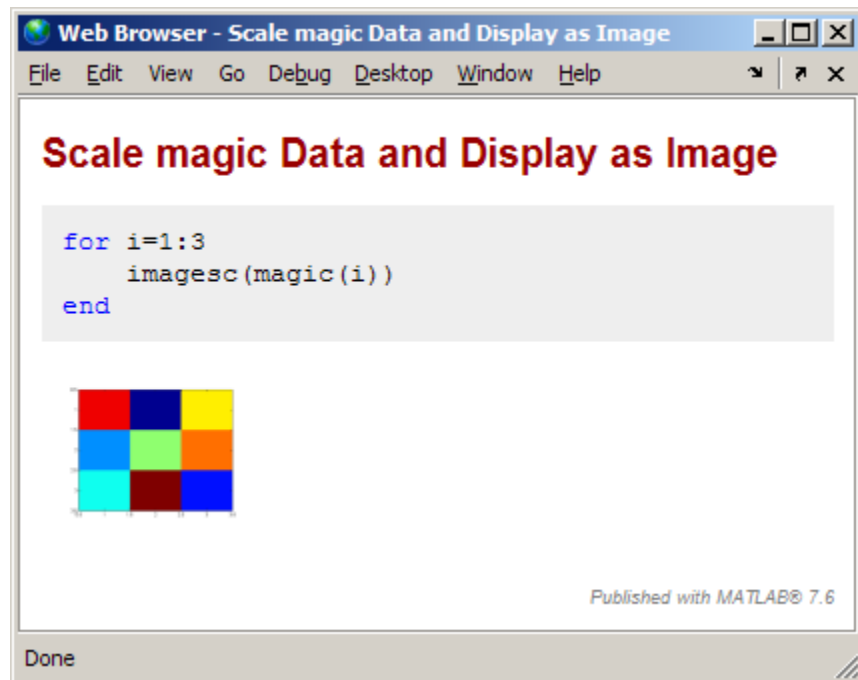 Web Browser - Scale magic Data and Display as Image
File Edit View Go Debug Desktop Window Help
Scale magic Data and Display as Image
for i=1:3
imagesc(magic(i))
end
Published with MATLAB® 7.6
Done